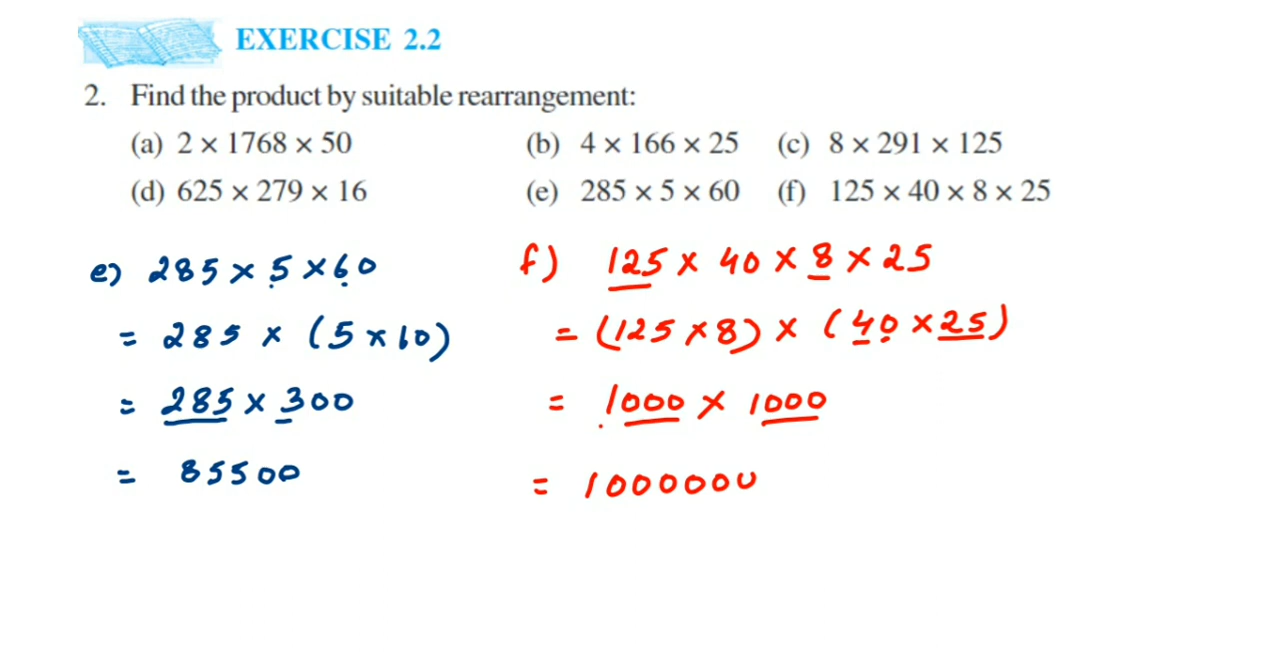 EXERCISE 2.2
2. Find the product by suitable rearrangement:
(a) 2 × 1768 × 50 (b) 4 × 166 × 25 (c) 8 × 291 × 125
(d) 625 × 279 × 16 (e) 285 × 5 × 60 (f) 125 × 40 × 8 × 25
e) 285 × 5 × 60
= 285 × (5 × 60)
= 285 × 300
= 85500
f) 125 × 40 × 8 × 25
= (125 × 8) × (40 × 25)
= 1000 × 1000
= 1000000